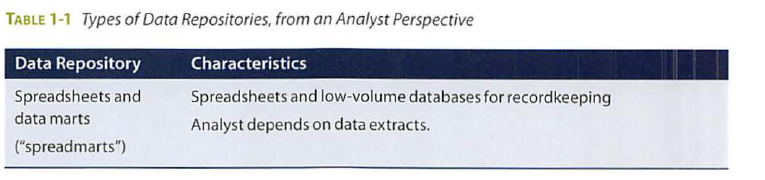 TABLE 1-1 Types of Data Repositories, from an Analyst Perspective
Data Repository Characteristics
Spreadsheets and Spreadsheets and low-volume databases for recordkeeping
data marts Analyst depends on data extracts.
("spreadmarts")